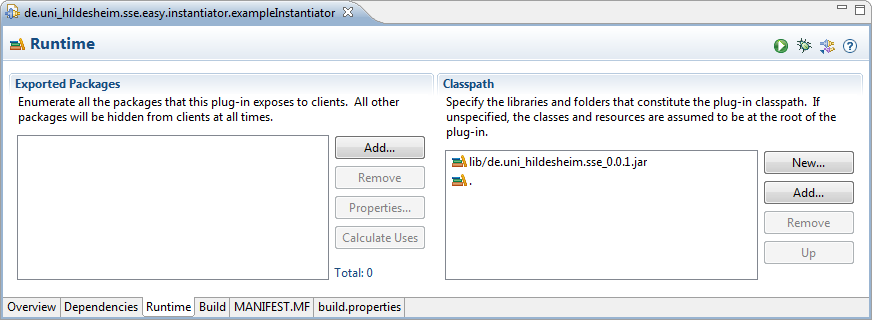 de.uni_hildesheim.sse.easy.instantiator.exampleInstantiator
Runtime
Exported Packages
Enumerate all the packages that this plug-in exposes to clients.  All other
packages will be hidden from clients at all times.
Add...
Remove
Properties...
Calculate Uses
Total: 0
Classpath
Specify the libraries and folders that constitute the plug-in classpath.  If
unspecified, the classes and resources are assumed to be at the root of the
plug-in.
lib/de.uni_hildesheim.sse_0.0.1.jar
.
New...
Add...
Remove
Up
Overview Dependencies Runtime Build MANIFEST.MF build.properties